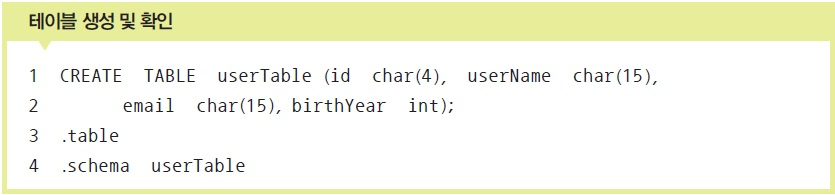 테이블 생성 및 확인
1 CREATE TABLE userTable (id char(4), userName char(15),
2 email char(15), birthYear int);
3 .table
4 .schema userTable